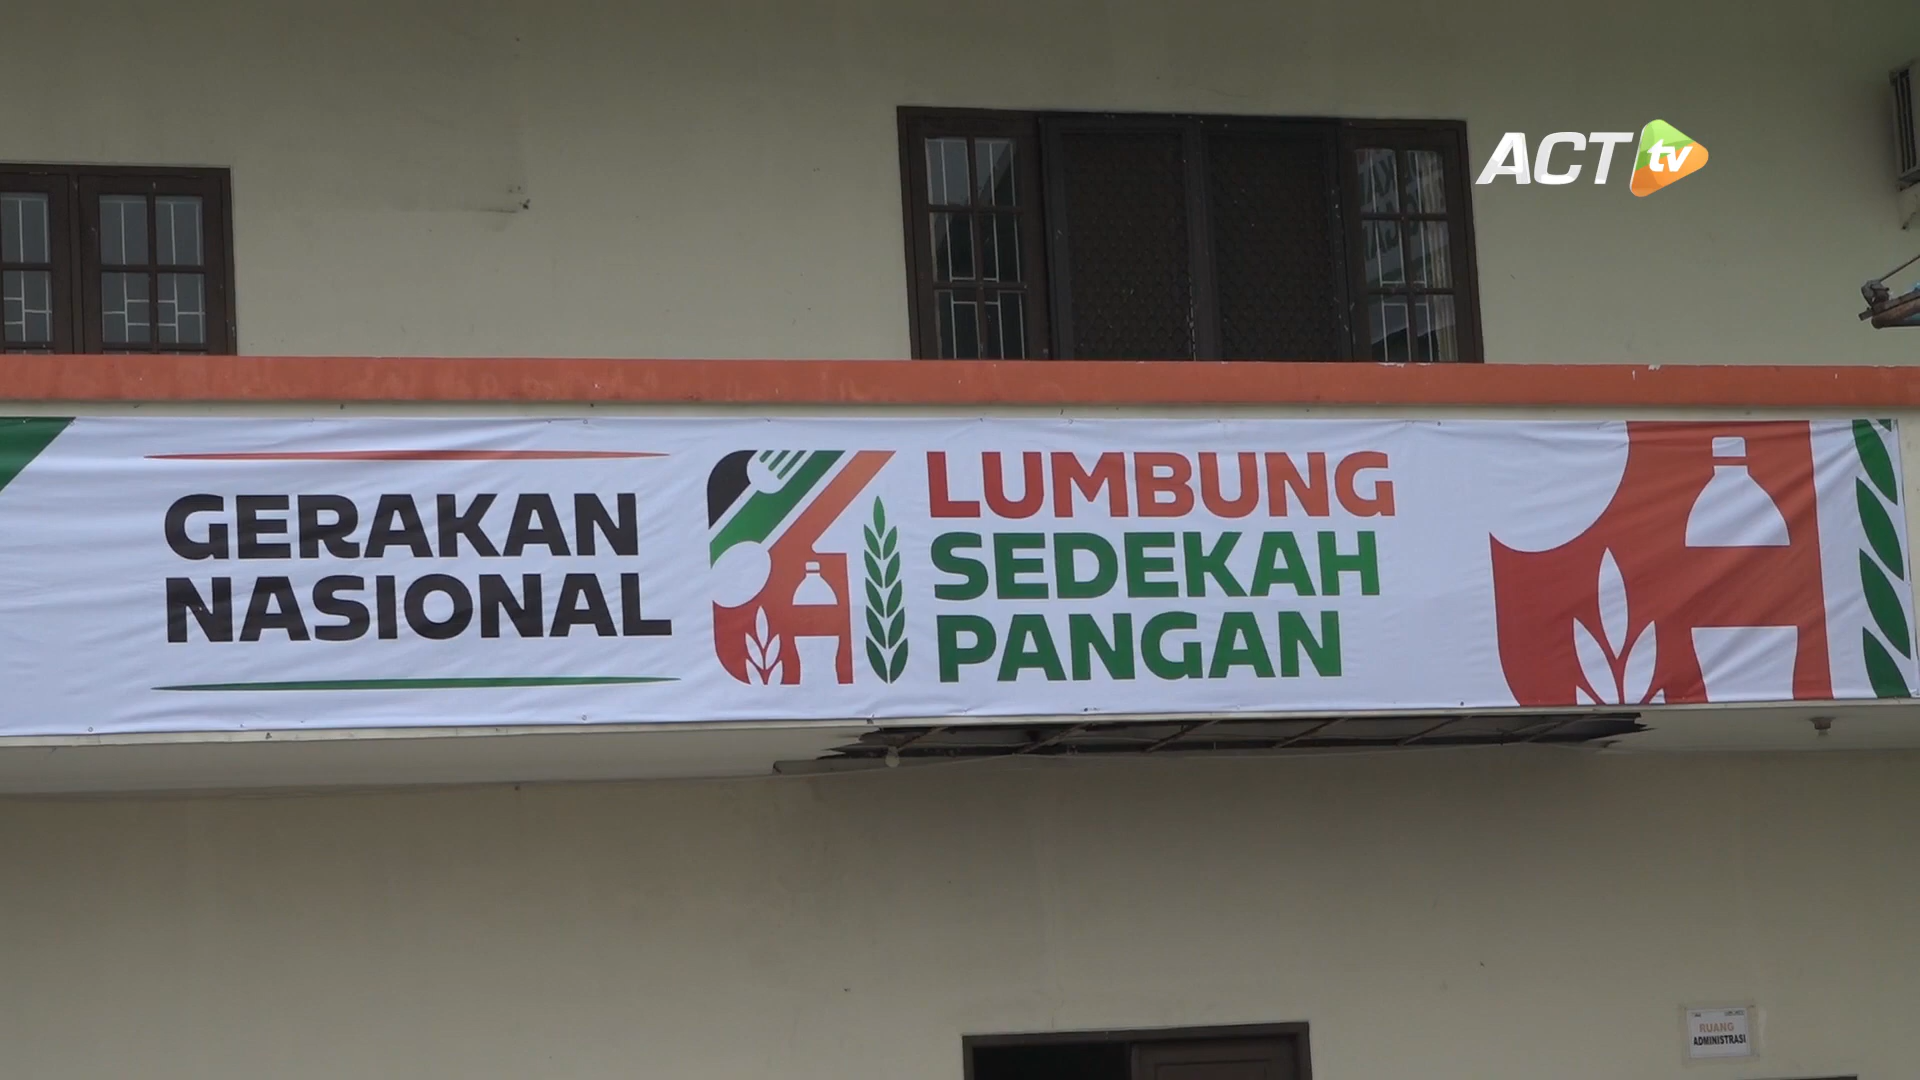 ACT tv
GERAKAN
NASIONAL
LUMBUNG
SEDEKAH
PANGAN
RUANG
ADMINISTRASI